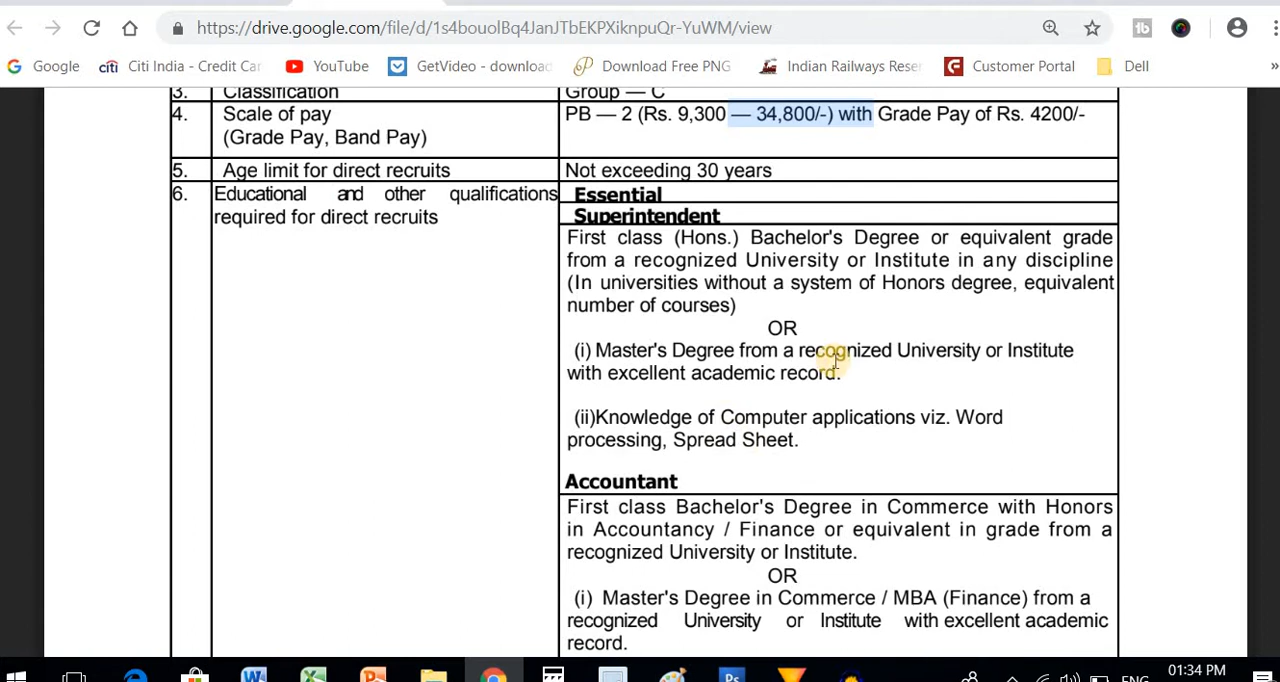 https://drive.google.com/file/d/1s4bouolBq4JanJTbEKPXiknpuQr-YuWM/view
Google
citi Citi India - Credit Car
YouTube
GetVideo - download
Download Free PNG
Indian Railways Reser
Customer Portal
Dell
»
3. Classification Group — C
4. Scale of pay PB — 2 (Rs. 9,300 — 34,800/-) with Grade Pay of Rs. 4200/-
(Grade Pay, Band Pay)
5. Age limit for direct recruits Not exceeding 30 years
6. Educational and other qualifications Essential
required for direct recruits Superintendent
First class (Hons.) Bachelor's Degree or equivalent grade
from a recognized University or Institute in any discipline
(In universities without a system of Honors degree, equivalent
number of courses)
OR
(i) Master's Degree from a recognized University or Institute
with excellent academic record.
(ii)Knowledge of Computer applications viz. Word
processing, Spread Sheet.
Accountant
First class Bachelor's Degree in Commerce with Honors
in Accountancy / Finance or equivalent in grade from a
recognized University or Institute.
OR
(i) Master's Degree in Commerce / MBA (Finance) from a
recognized University or Institute with excellent academic
record.
01:34 PM
ENG